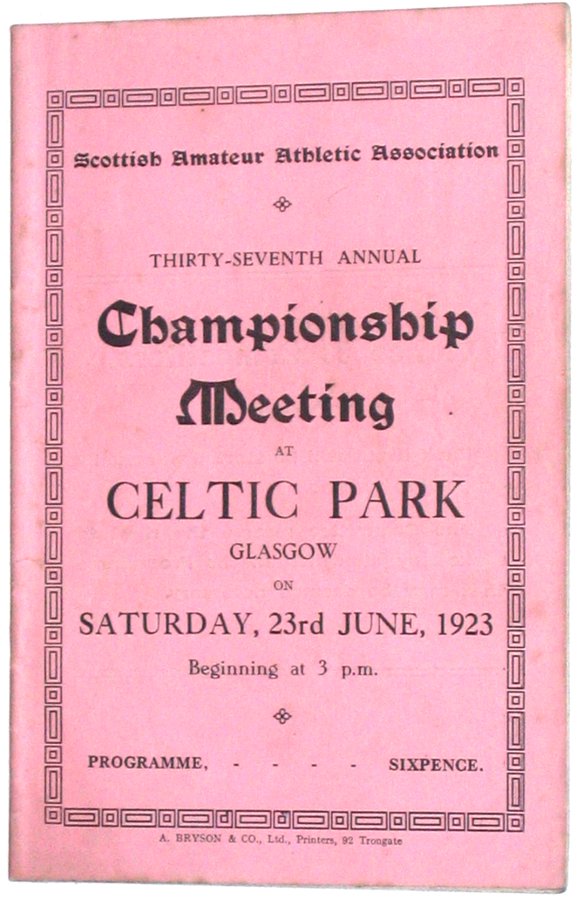 Scottish Amateur Athletic Association
THIRTY-SEVENTH ANNUAL
Championship
Meeting
AT
CELTIC PARK
GLASGOW
ON
SATURDAY, 23rd JUNE, 1923
Beginning at 3 p.m.
PROGRAMME, - - - - SIXPENCE.
A. BRYSON & CO., Ltd., Printers, 92 Trongate